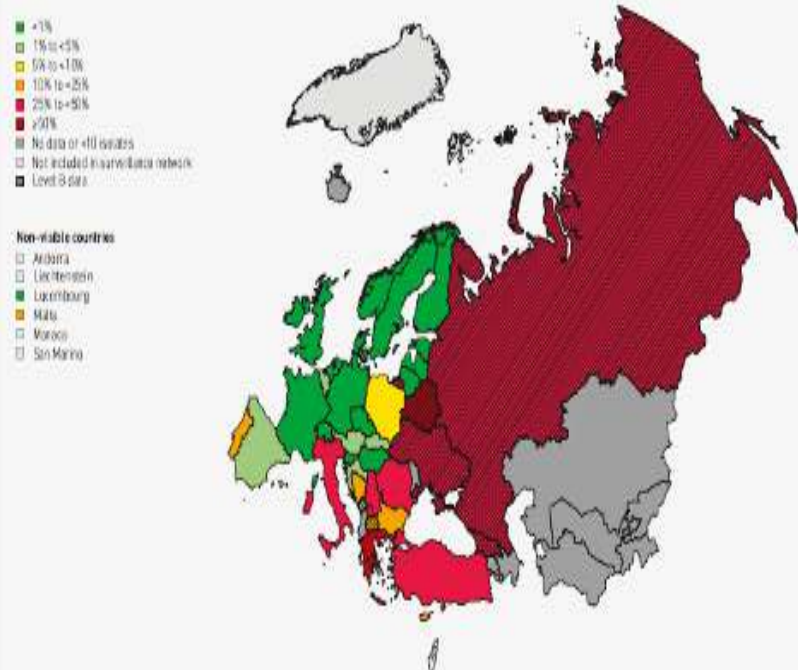 <1%
1% to <5%
5% to <10%
10% to <25%
25% to <50%
≥50%
No data or <10 isolates
Not included in surveillance network
Level B data
Non-visible countries
Andorra
Liechtenstein
Luxembourg
Malta
Monaco
San Marino